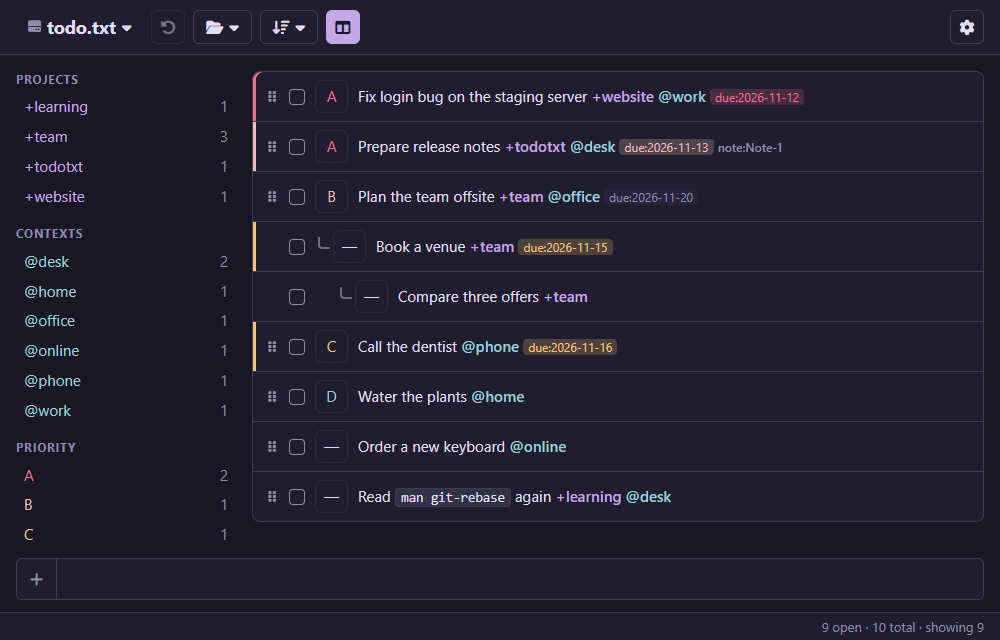 todo.txt
PROJECTS
+learning 1
+team 3
+todotxt 1
+website 1
CONTEXTS
@desk 2
@home 1
@office 1
@online 1
@phone 1
@work 1
PRIORITY
A 2
B 1
C 1
A Fix login bug on the staging server +website @work due:2026-11-12
A Prepare release notes +todotxt @desk due:2026-11-13 note:Note-1
B Plan the team offsite +team @office due:2026-11-20
— Book a venue +team due:2026-11-15
— Compare three offers +team
C Call the dentist @phone due:2026-11-16
D Water the plants @home
— Order a new keyboard @online
— Read man git-rebase again +learning @desk
+
9 open · 10 total · showing 9